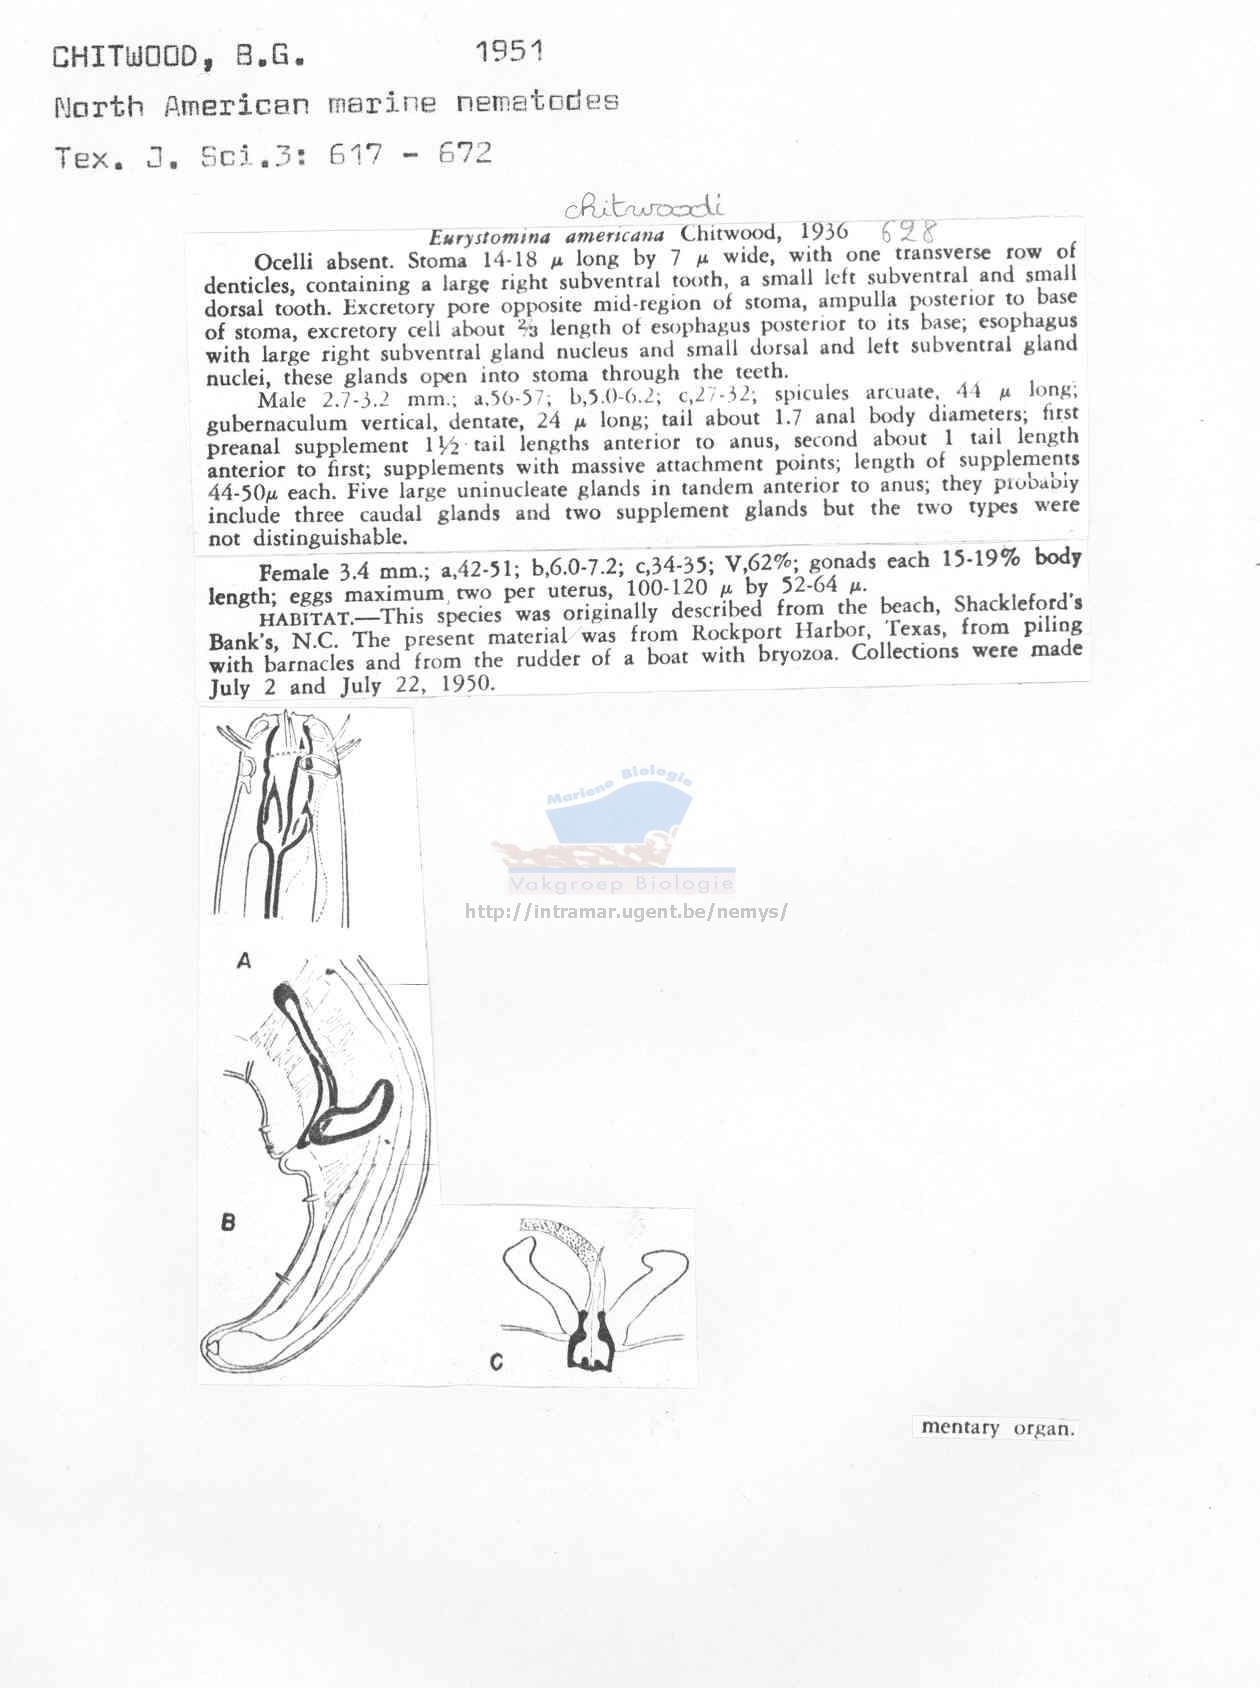 CHITWOOD, B.G. 1951
North American marine nematodes
Tex. J. Sci.3: 617 - 672
chitwoodi
Eurystomina americana Chitwood, 1936 628
Ocelli absent. Stoma 14-18 μ long by 7 μ wide, with one transverse row of
denticles, containing a large right subventral tooth, a small left subventral and small
dorsal tooth. Excretory pore opposite mid-region of stoma, ampulla posterior to base
of stoma, excretory cell about ⅔ length of esophagus posterior to its base; esophagus
with large right subventral gland nucleus and small dorsal and left subventral gland
nuclei, these glands open into stoma through the teeth.
Male 2.7-3.2 mm.; a,56-57; b,5.0-6.2; c,27-32; spicules arcuate, 44 μ long;
gubernaculum vertical, dentate, 24 μ long; tail about 1.7 anal body diameters; first
preanal supplement 1½ tail lengths anterior to anus, second about 1 tail length
anterior to first; supplements with massive attachment points; length of supplements
44-50μ each. Five large uninucleate glands in tandem anterior to anus; they probably
include three caudal glands and two supplement glands but the two types were
not distinguishable.
Female 3.4 mm.; a,42-51; b,6.0-7.2; c,34-35; V,62%; gonads each 15-19% body
length; eggs maximum two per uterus, 100-120 μ by 52-64 μ.
HABITAT.—This species was originally described from the beach, Shackleford's
Bank's, N.C. The present material was from Rockport Harbor, Texas, from piling
with barnacles and from the rudder of a boat with bryozoa. Collections were made
July 2 and July 22, 1950.
Mariene Biologie
Vakgroep Biologie
http://intramar.ugent.be/nemys/
A
B
C
mentary organ.